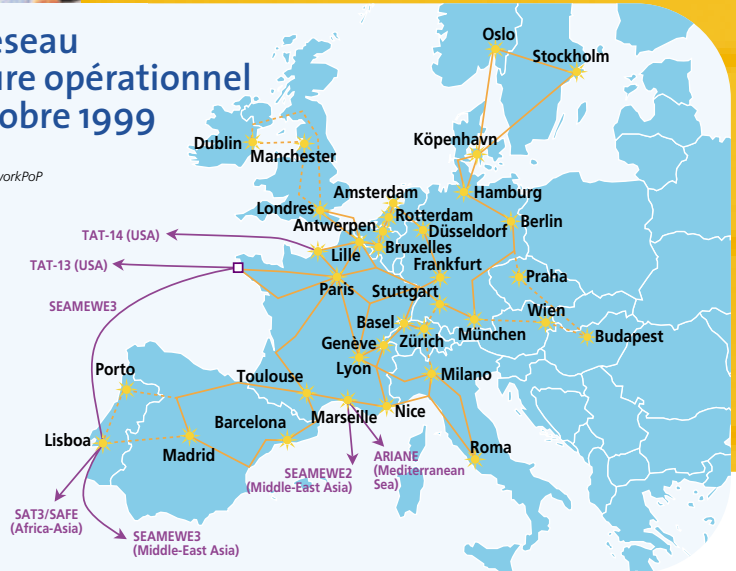 Oslo
Stockholm
ure opérationnel
obre 1999
Köpenhavn
Dublin
Manchester
Amsterdam
Hamburg
Londres
Rotterdam
Berlin
Antwerpen
Düsseldorf
TAT-14 (USA)
Bruxelles
Lille
Frankfurt
TAT-13 (USA)
Praha
Paris
Stuttgart
SEAMEWE3
Wien
Basel
München
Budapest
Genève
Zürich
Lyon
Porto
Toulouse
Milano
Barcelona
Marseille
Nice
Lisboa
Madrid
Roma
ARIANE
(Mediterranean
Sea)
SEAMEWE2
(Middle-East Asia)
SAT3/SAFE
(Africa-Asia)
SEAMEWE3
(Middle-East Asia)